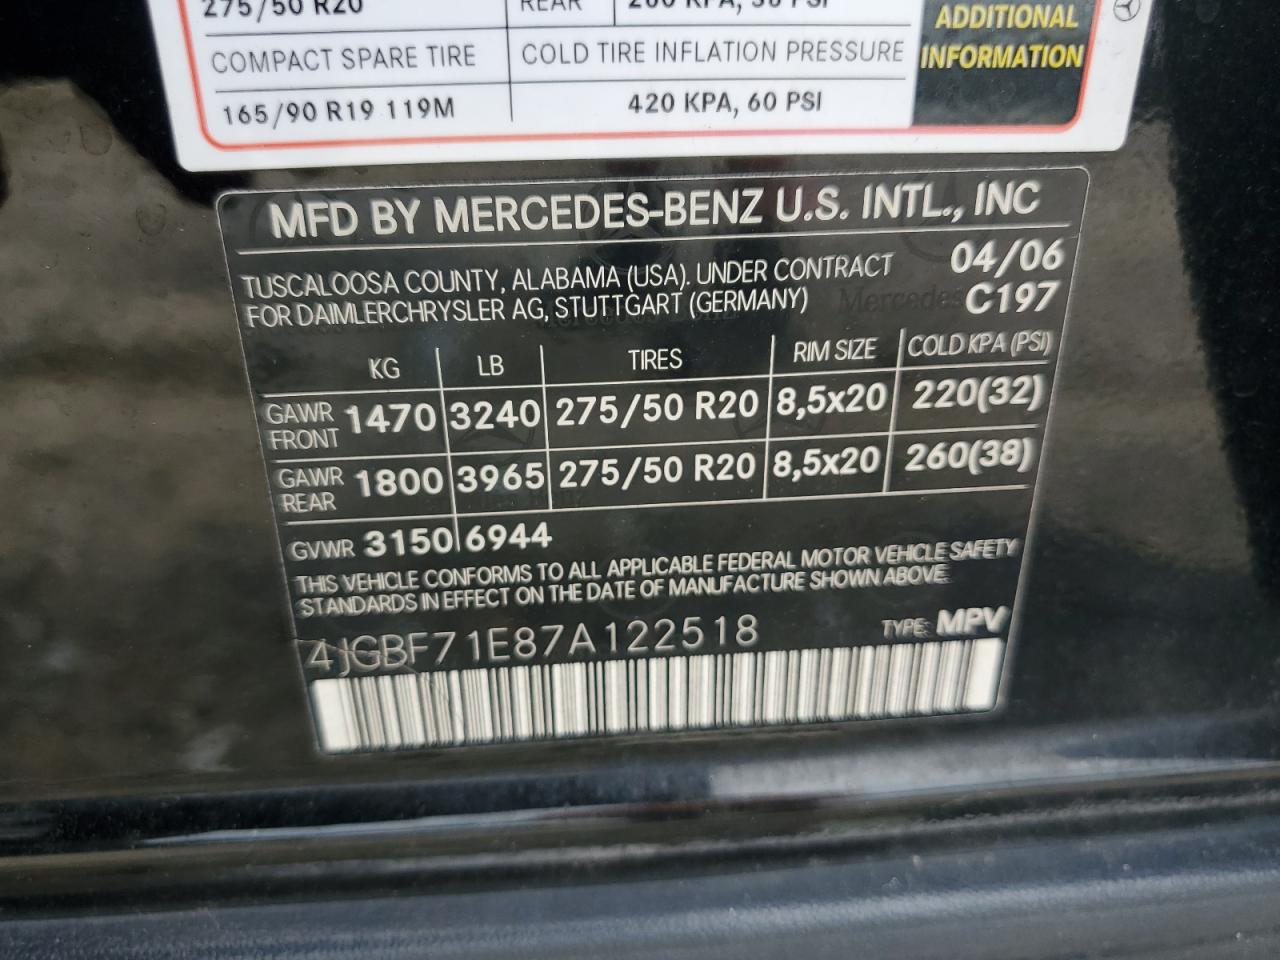 275/50 R20 REAR 260 KPA, 38 PSI
COMPACT SPARE TIRE COLD TIRE INFLATION PRESSURE
165/90 R19 119M 420 KPA, 60 PSI
ADDITIONAL
INFORMATION
MFD BY MERCEDES-BENZ U.S. INTL., INC
TUSCALOOSA COUNTY, ALABAMA (USA). UNDER CONTRACT 04/06
FOR DAIMLERCHRYSLER AG, STUTTGART (GERMANY) C197
KG LB TIRES RIM SIZE COLD KPA (PSI)
GAWR FRONT 1470 3240 275/50 R20 8,5x20 220(32)
GAWR REAR 1800 3965 275/50 R20 8,5x20 260(38)
GVWR 3150 6944
THIS VEHICLE CONFORMS TO ALL APPLICABLE FEDERAL MOTOR VEHICLE SAFETY
STANDARDS IN EFFECT ON THE DATE OF MANUFACTURE SHOWN ABOVE.
4JGBF71E87A122518 TYPE: MPV